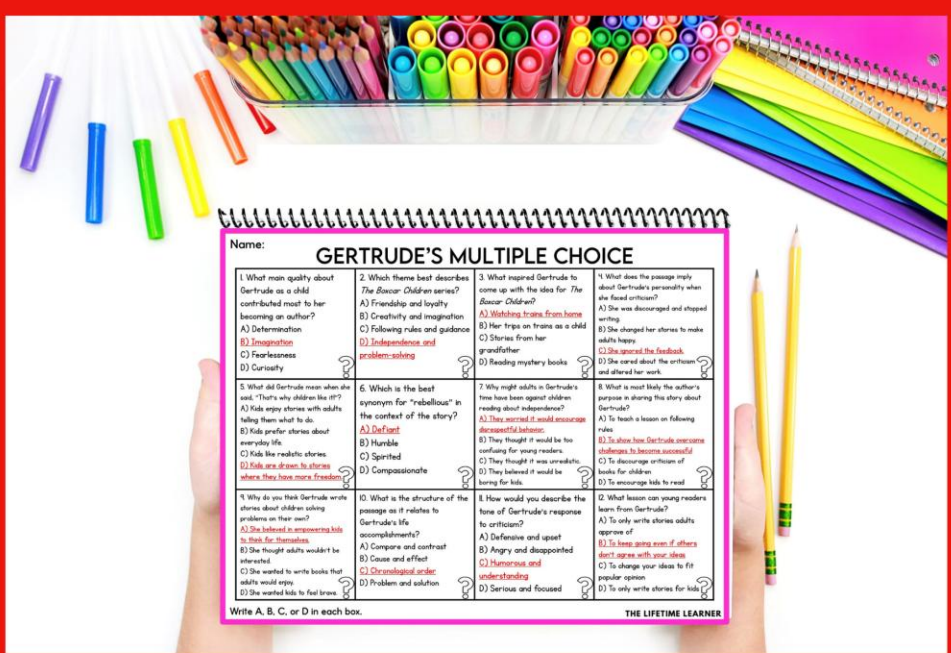 Name:
GERTRUDE'S MULTIPLE CHOICE
1. What main quality about
Gertrude as a child
contributed most to her
becoming an author?
A) Determination
B) Imagination
C) Fearlessness
D) Curiosity
2. Which theme best describes
The Boxcar Children series?
A) Friendship and loyalty
B) Creativity and imagination
C) Following rules and guidance
D) Independence and
problem-solving
3. What inspired Gertrude to
come up with the idea for The
Boxcar Children?
A) Watching trains from home
B) Her trips on trains as a child
C) Stories from her
grandfather
D) Reading mystery books
4. What does the passage imply
about Gertrude's personality when
she faced criticism?
A) She was discouraged and stopped
writing.
B) She changed her stories to make
adults happy.
C) She ignored the feedback.
D) She cared about the criticism
and altered her work.
5. What did Gertrude mean when she
said, "That's why children like it!"?
A) Kids enjoy stories with adults
telling them what to do.
B) Kids prefer stories about
everyday life.
C) Kids like realistic stories.
D) Kids are drawn to stories
where they have more freedom.
6. Which is the best
synonym for "rebellious" in
the context of the story?
A) Defiant
B) Humble
C) Spirited
D) Compassionate
7. Why might adults in Gertrude's
time have been against children
reading about independence?
A) They worried it would encourage
disrespectful behavior.
B) They thought it would be too
confusing for young readers.
C) They thought it was unrealistic.
D) They believed it would be
boring for kids.
8. What is most likely the author's
purpose in sharing this story about
Gertrude?
A) To teach a lesson on following
rules
B) To show how Gertrude overcame
challenges to become successful
C) To discourage criticism of
books for children
D) To encourage kids to read
9. Why do you think Gertrude wrote
stories about children solving
problems on their own?
A) She believed in empowering kids
to think for themselves.
B) She thought adults wouldn't be
interested.
C) She wanted to write books that
adults would enjoy.
D) She wanted kids to feel brave.
10. What is the structure of the
passage as it relates to
Gertrude's life
accomplishments?
A) Compare and contrast
B) Cause and effect
C) Chronological order
D) Problem and solution
11. How would you describe the
tone of Gertrude's response
to criticism?
A) Defensive and upset
B) Angry and disappointed
C) Humorous and
understanding
D) Serious and focused
12. What lesson can young readers
learn from Gertrude?
A) To only write stories adults
approve of
B) To keep going even if others
don't agree with your ideas
C) To change your ideas to fit
popular opinion
D) To only write stories for kids
Write A, B, C, or D in each box.
THE LIFETIME LEARNER